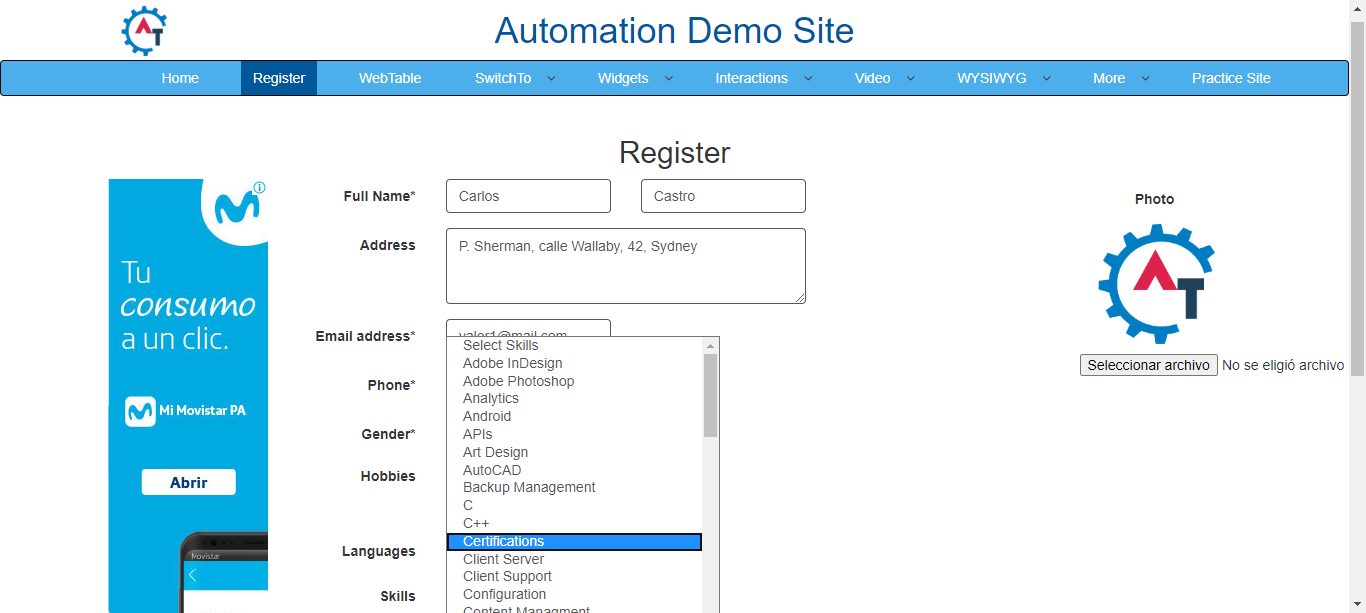 Automation Demo Site
Home Register WebTable SwitchTo Widgets Interactions Video WYSIWYG More Practice Site
Register
Tu
consumo
a un clic.
Mi Movistar PA
Abrir
Movistar
Full Name* Carlos Castro
Address P. Sherman, calle Wallaby, 42, Sydney
Email address* valor1@mail.com
Phone*
Gender*
Hobbies
Languages
Skills
Select Skills
Adobe InDesign
Adobe Photoshop
Analytics
Android
APIs
Art Design
AutoCAD
Backup Management
C
C++
Certifications
Client Server
Client Support
Configuration
Content Managment
Photo
AT
Seleccionar archivo No se eligió archivo